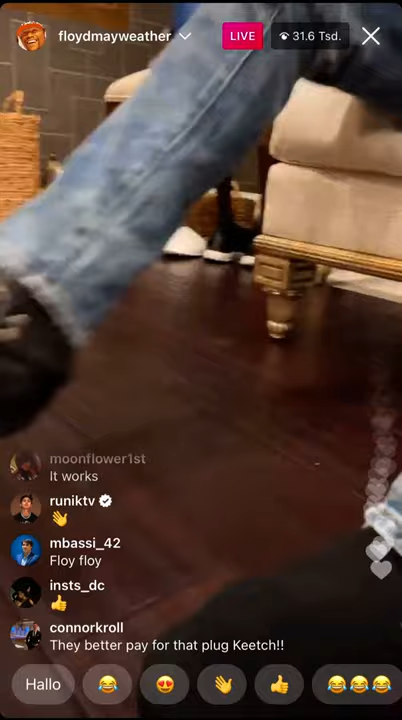 floydmayweather
LIVE
31.6 Tsd.
moonflower1st
It works
runiktv
👋
mbassi_42
Floy floy
insts_dc
👍
connorkroll
They better pay for that plug Keetch!!
Hallo 😂 😍 👋 👍 😂😂😂